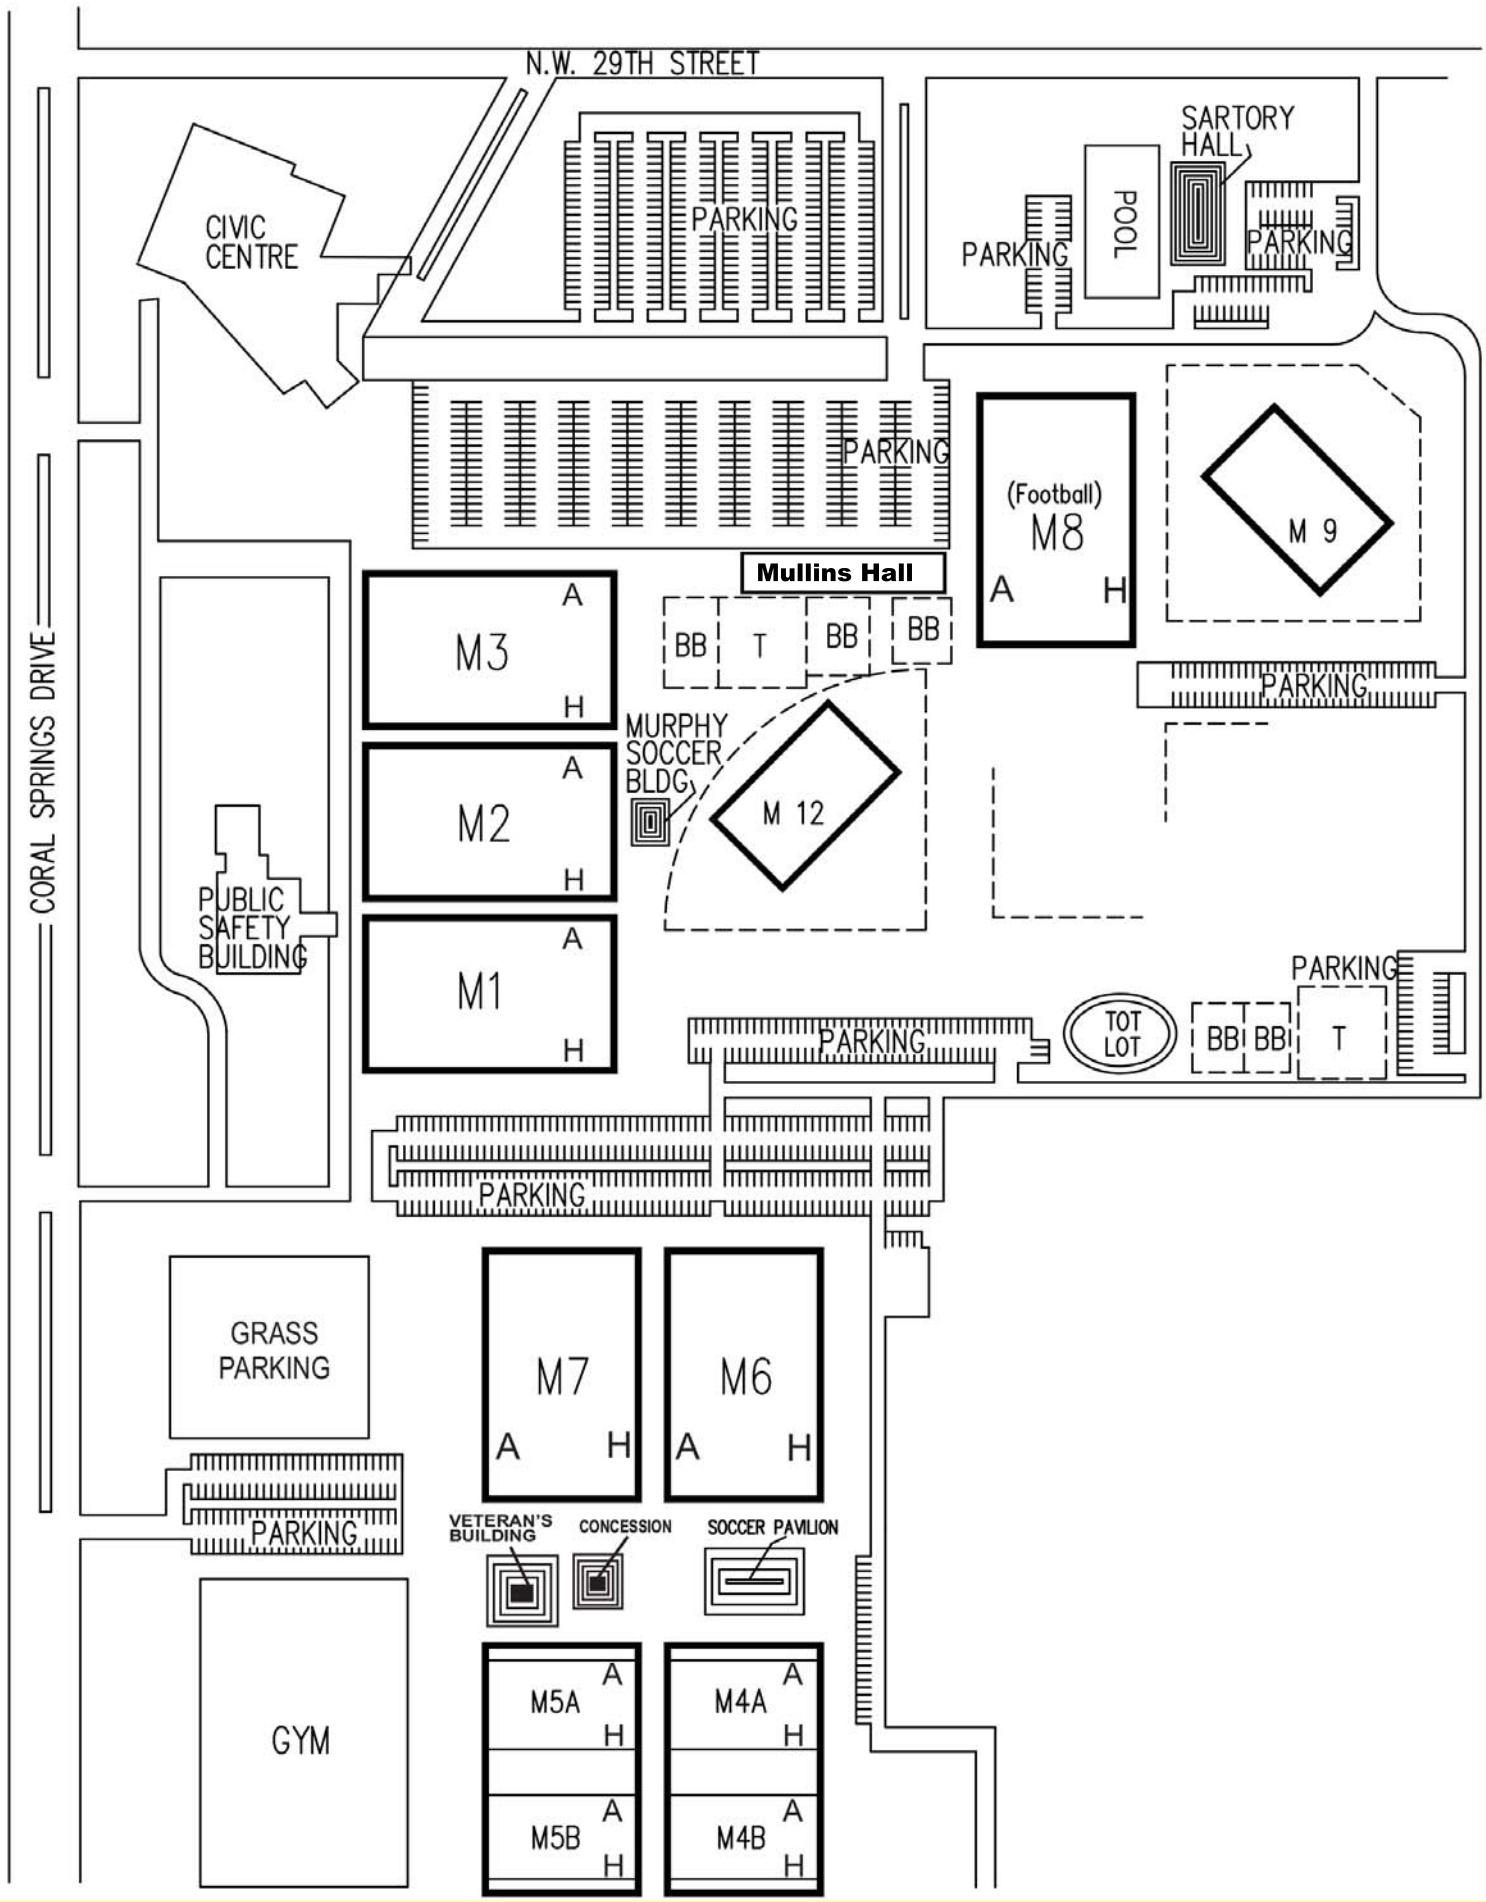 N.W. 29TH STREET
SARTORY
HALL
CIVIC
CENTRE
PARKING
POOL
PARKING
PARKING
PARKING
(Football)
M8
A
H
M 9
Mullins Hall
A
M3
H
BB
T
BB
BB
PARKING
MURPHY
SOCCER
BLDG
CORAL SPRINGS DRIVE
A
M2
H
M 12
PUBLIC
SAFETY
BUILDING
A
M1
H
PARKING
PARKING
TOT
LOT
BB
BB
T
PARKING
GRASS
PARKING
M7
A
H
M6
A
H
PARKING
VETERAN'S
BUILDING
CONCESSION
SOCCER PAVILION
GYM
A
M5A
H
A
M4A
H
A
M5B
H
A
M4B
H